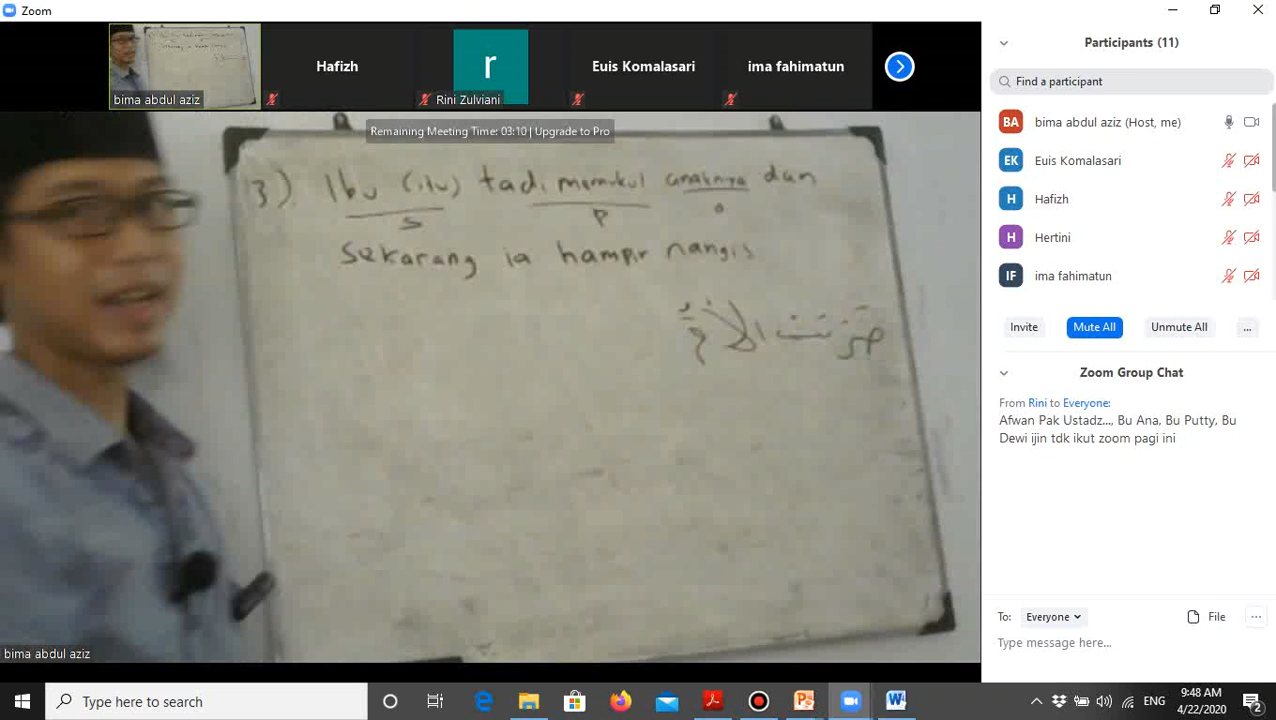 Zoom
bima abdul aziz
Hafizh
r
Rini Zulviani
Euis Komalasari
ima fahimatun
Remaining Meeting Time: 03:10 | Upgrade to Pro
3) Ibu (itu) tadi memukul anaknya dan
S P O
sekarang ia hampir nangis
ضربت الأم
bima abdul aziz
Participants (11)
Find a participant
BA bima abdul aziz (Host, me)
EK Euis Komalasari
H Hafizh
H Hertini
IF ima fahimatun
Invite Mute All Unmute All ...
Zoom Group Chat
From Rini to Everyone:
Afwan Pak Ustadz..., Bu Ana, Bu Putty, Bu
Dewi ijin tdk ikut zoom pagi ini
To: Everyone File ...
Type message here...
Type here to search
ENG
9:48 AM
4/22/2020
2